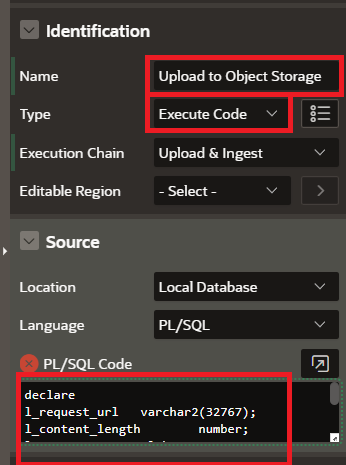 Identification
Name Upload to Object Storage
Type Execute Code
Execution Chain Upload & Ingest
Editable Region - Select -
Source
Location Local Database
Language PL/SQL
PL/SQL Code
declare
l_request_url varchar2(32767);
l_content_length number;